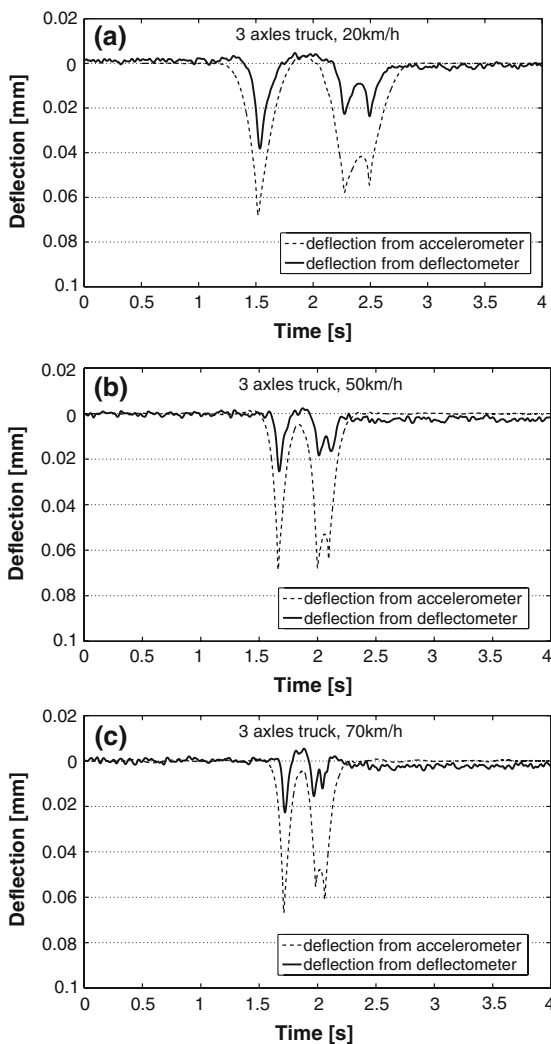 (a)
3 axles truck, 20km/h
0.02
0
0.02
0.04
0.06
0.08
0.1
Deflection [mm]
deflection from accelerometer
deflection from deflectometer
0 0.5 1 1.5 2 2.5 3 3.5 4
Time [s]
(b)
3 axles truck, 50km/h
0.02
0
0.02
0.04
0.06
0.08
0.1
Deflection [mm]
deflection from accelerometer
deflection from deflectometer
0 0.5 1 1.5 2 2.5 3 3.5 4
Time [s]
(c)
3 axles truck, 70km/h
0.02
0
0.02
0.04
0.06
0.08
0.1
Deflection [mm]
deflection from accelerometer
deflection from deflectometer
0 0.5 1 1.5 2 2.5 3 3.5 4
Time [s]